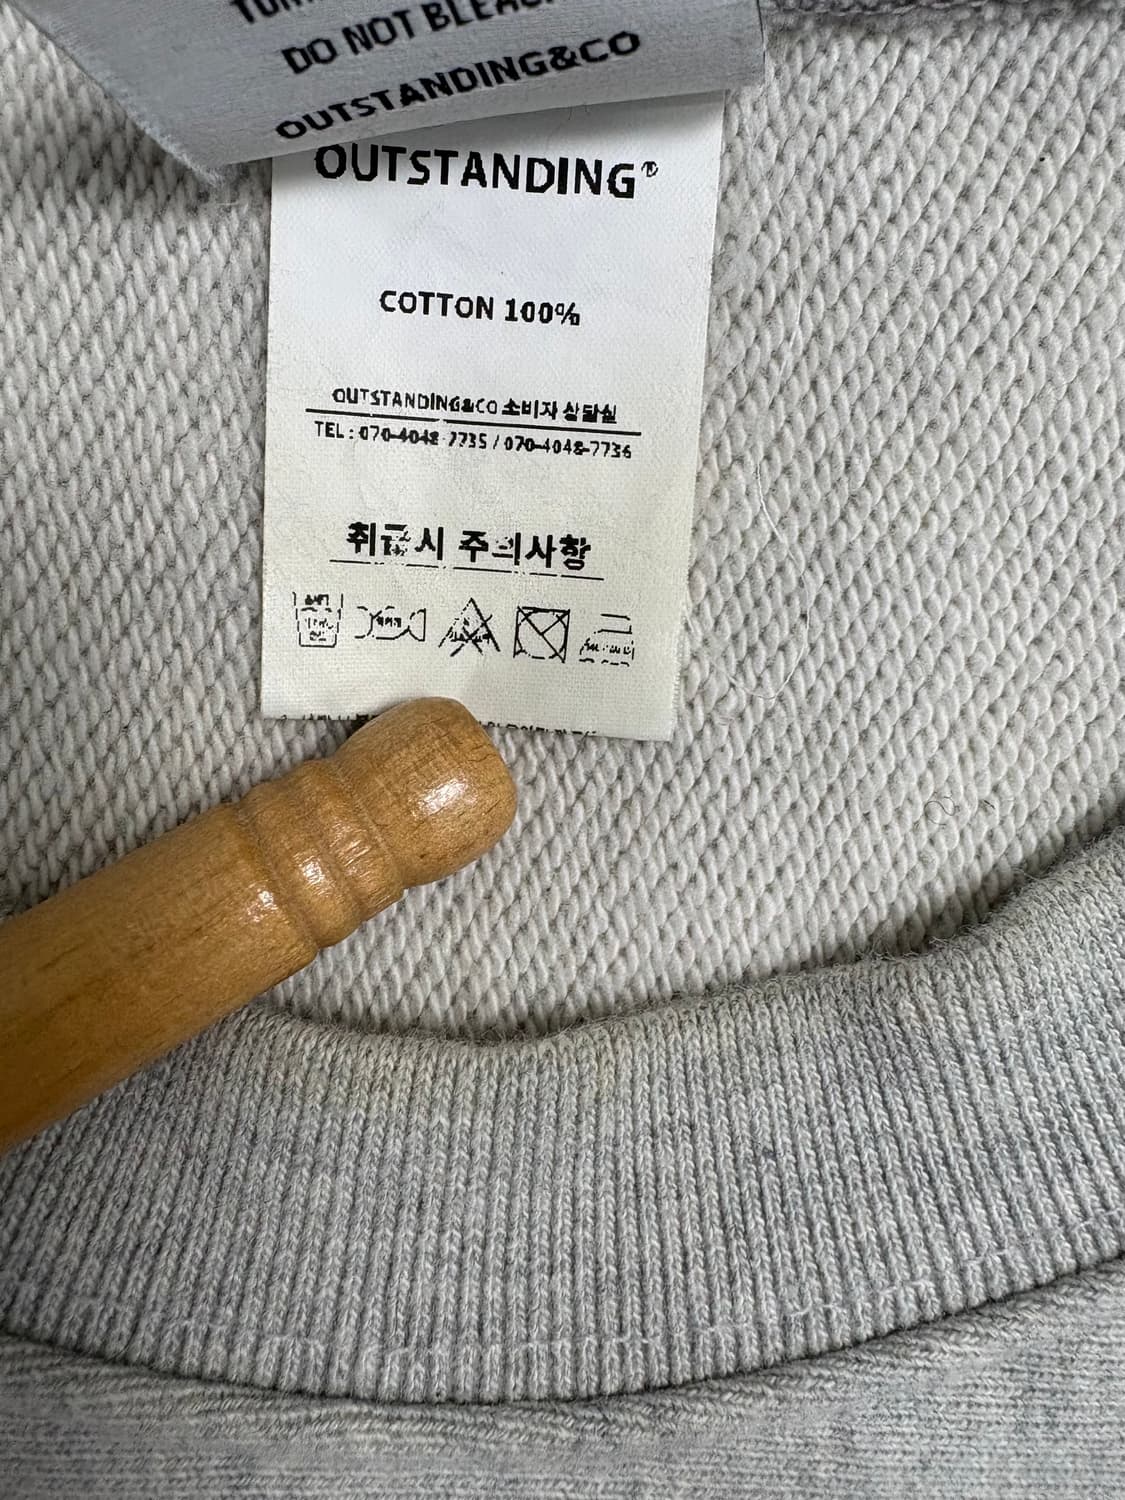 DO NOT BLEACH
OUTSTANDING&CO
OUTSTANDING®
COTTON 100%
OUTSTANDING&CO 소비자 상담실
TEL : 070-4048-7735 / 070-4048-7736
취급시 주의사항